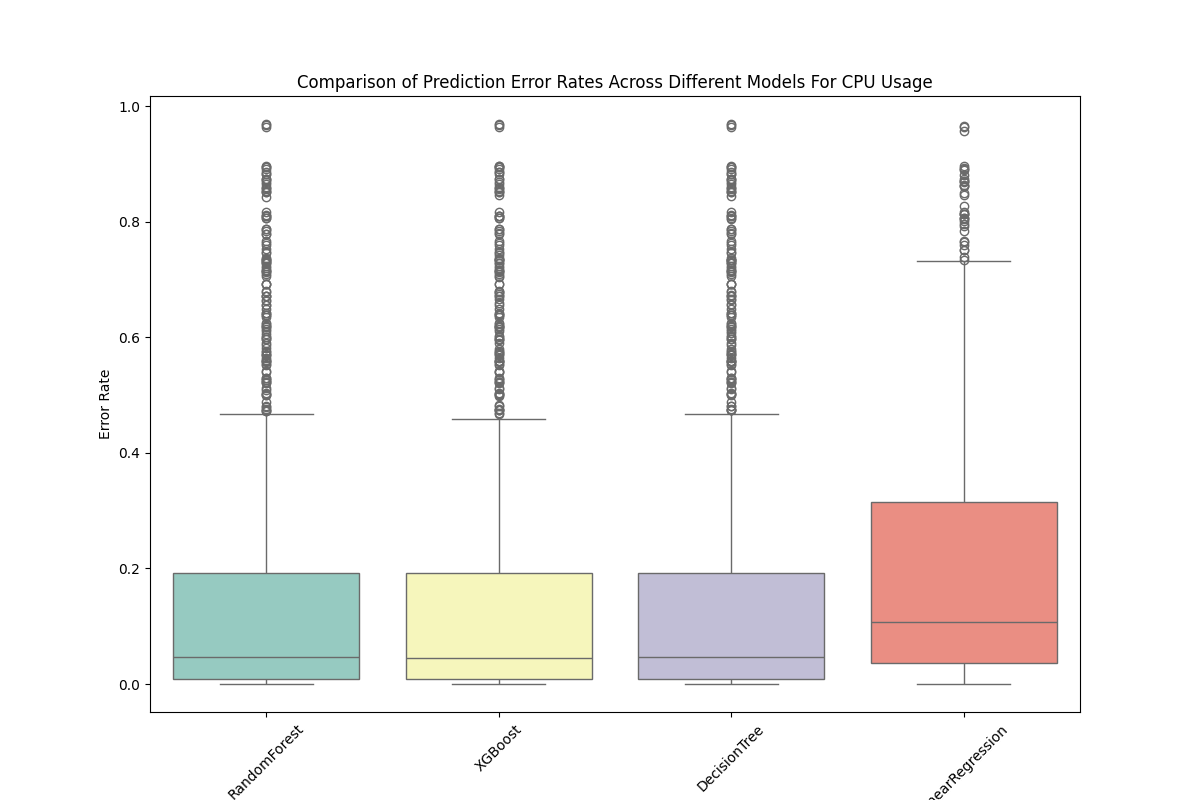 Comparison of Prediction Error Rates Across Different Models For CPU Usage
1.0
0.8
0.6
0.4
0.2
0.0
Error Rate
RandomForest
XGBoost
DecisionTree
nearRegression